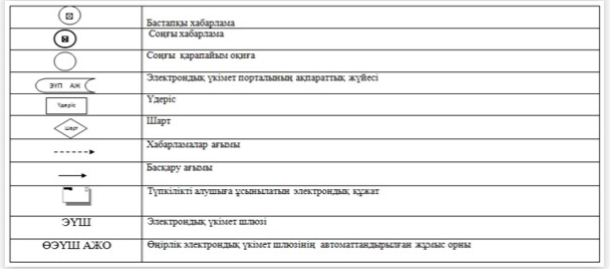 Бастапқы хабарлама
Соңғы хабарлама
Соңғы қарапайым оқиға
ЭҮП АЖ
Электрондық үкімет порталының ақпараттық жүйесі
Үдеріс
Үдеріс
Шарт
Шарт
Хабарламалар ағымы
Басқару ағымы
Түпкілікті алушыға ұсынылатын электрондық құжат
ЭҮШ
Электрондық үкімет шлюзі
ӨЭҮШ АЖО
Өңірлік электрондық үкімет шлюзінің автоматтандырылған жұмыс орны